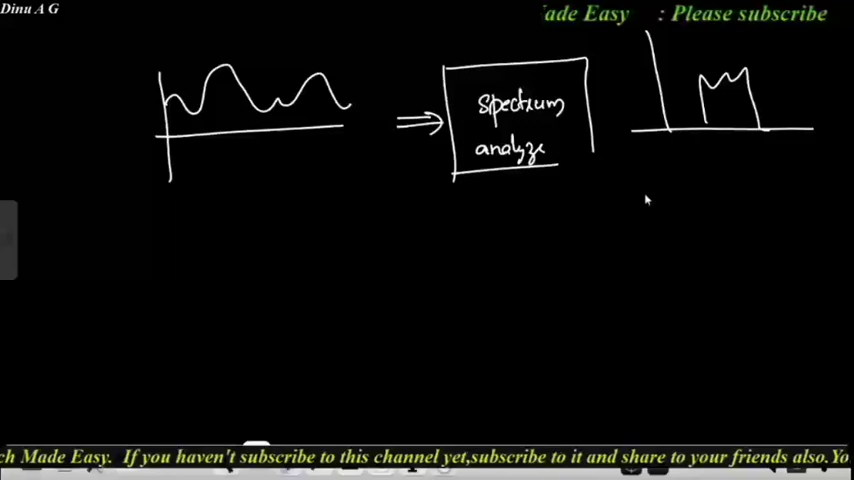 Dinu A G
ade Easy : Please subscribe
spectrum
analyze
ch Made Easy. If you haven't subscribe to this channel yet,subscribe to it and share to your friends also.Yo